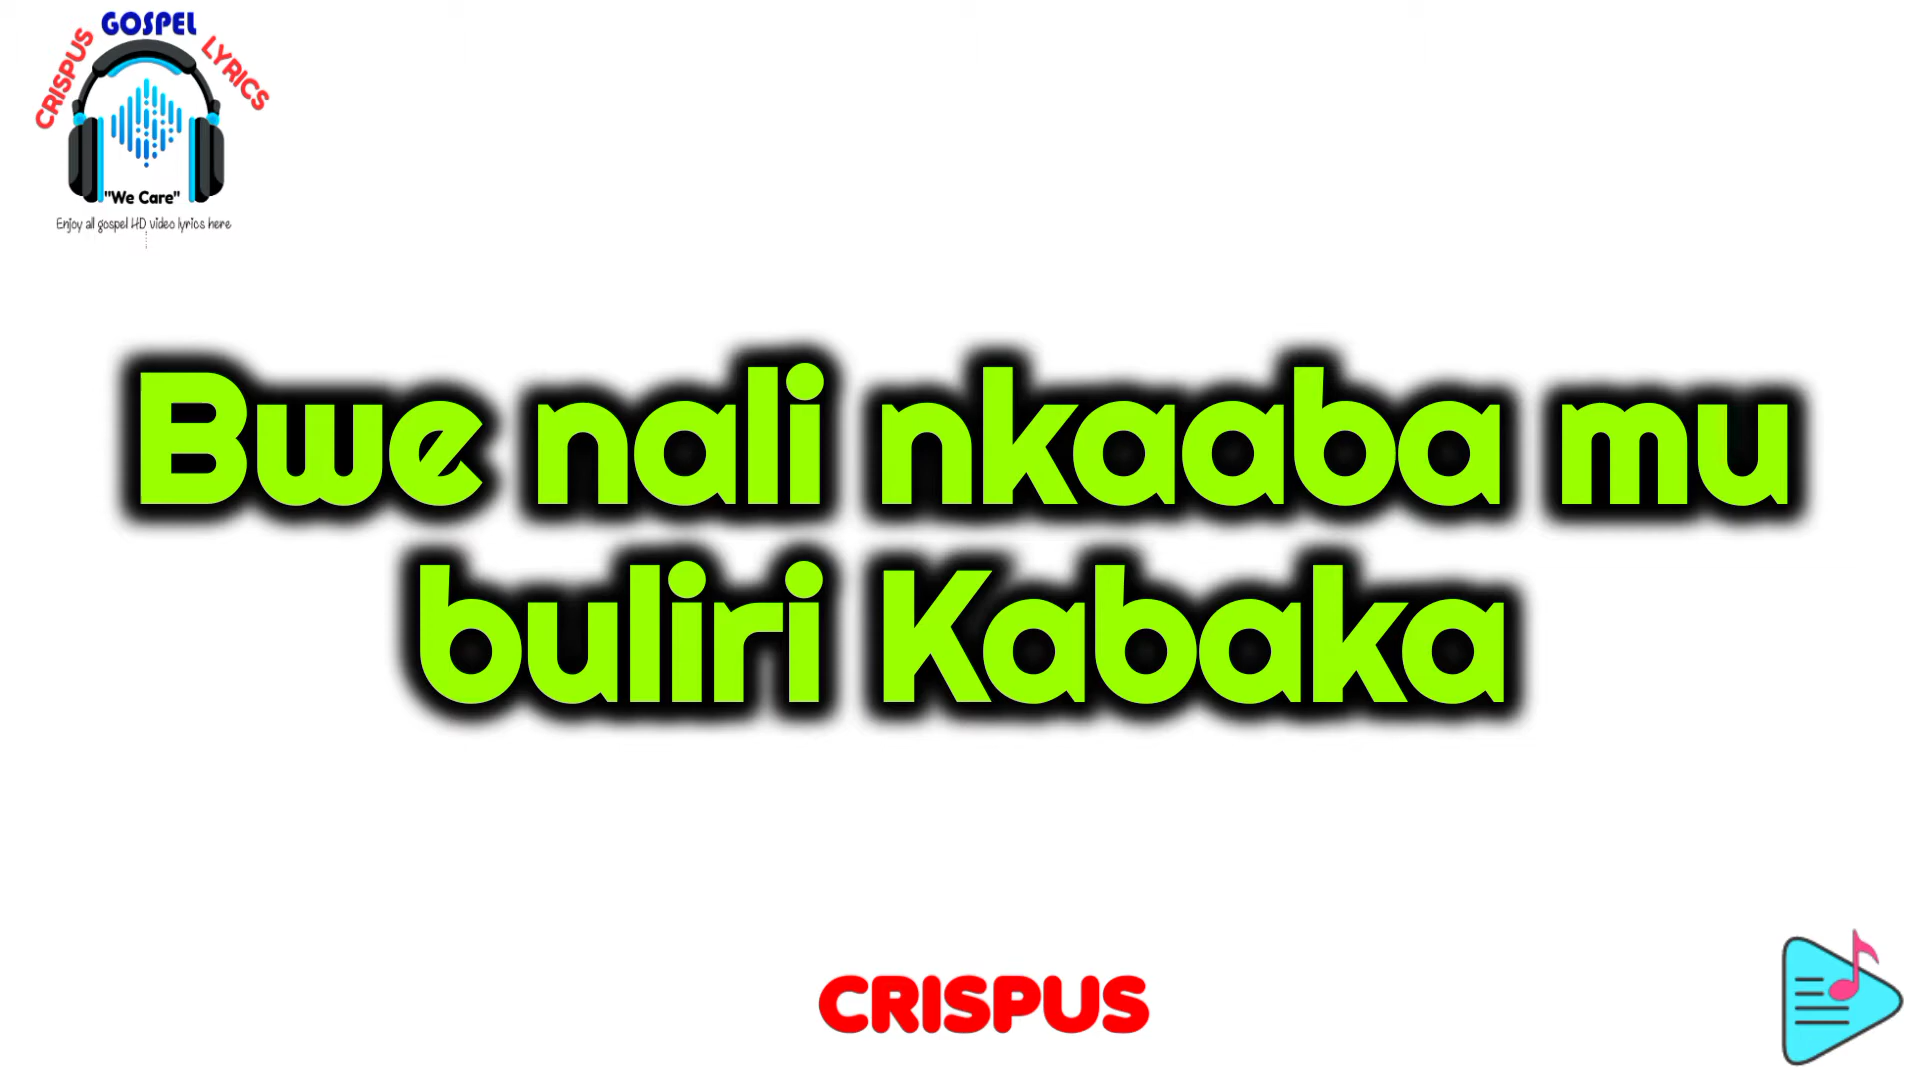 CRISPUS GOSPEL LYRICS
"We Care"
Enjoy all gospel HD video lyrics here
Bwe nali nkaaba mu
buliri Kabaka
CRISPUS